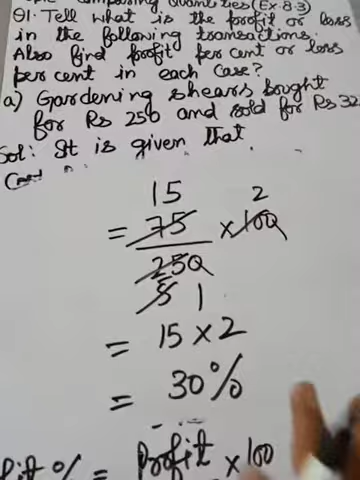 Comparing Quantities (Ex 8.3)
Q1. Tell what is the profit or loss
in the following transactions.
Also find profit per cent or loss
per cent in each case?
a) Gardening shears bought
for Rs 250 and sold for Rs 32
Sol: It is given that
15 2
= 75 × 100
250
5 1
= 15 × 2
= 30%
fit % = Profit × 100